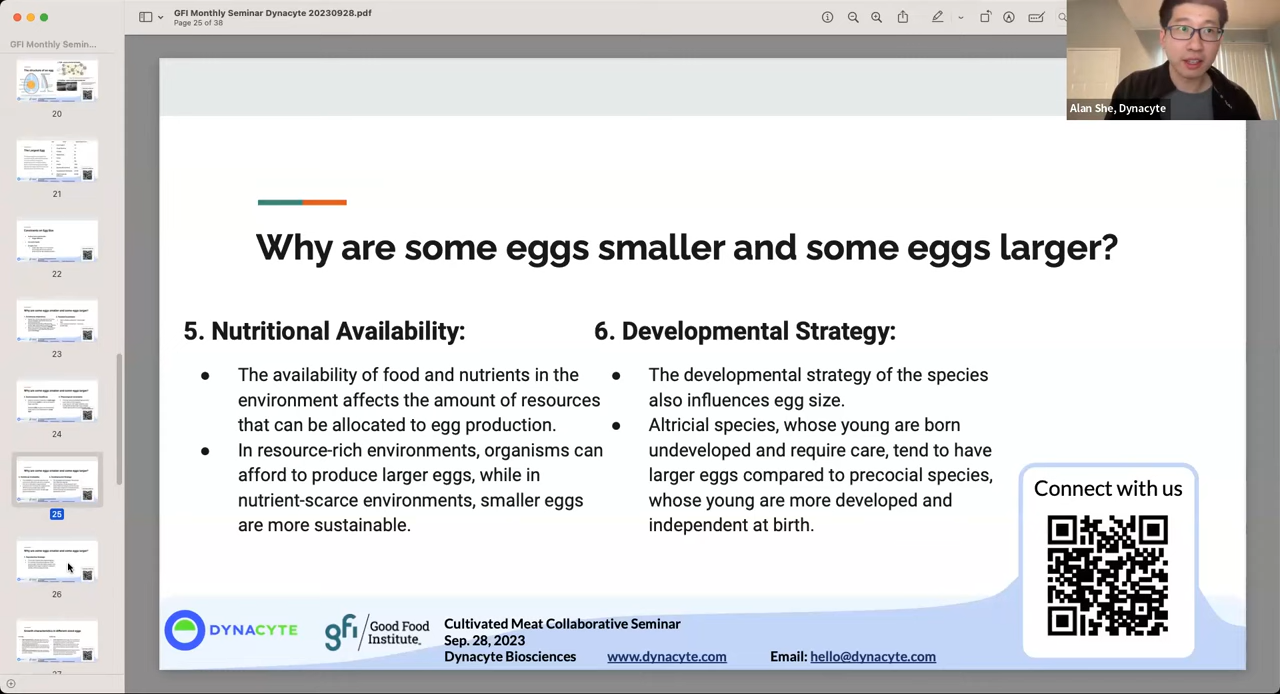 GFI Monthly Seminar Dynacyte 20230928.pdf
Page 25 of 38
GFI Monthly Semin...
20
21
22
23
24
25
26
Alan She, Dynacyte
Why are some eggs smaller and some eggs larger?
5. Nutritional Availability:
● The availability of food and nutrients in the
environment affects the amount of resources
that can be allocated to egg production.
● In resource-rich environments, organisms can
afford to produce larger eggs, while in
nutrient-scarce environments, smaller eggs
are more sustainable.
6. Developmental Strategy:
● The developmental strategy of the species
also influences egg size.
● Altricial species, whose young are born
undeveloped and require care, tend to have
larger eggs compared to precocial species,
whose young are more developed and
independent at birth.
Connect with us
DYNACYTE
gfi/Good Food
Institute.
Cultivated Meat Collaborative Seminar
Sep 28, 2023
Dynacyte Biosciences www.dynacyte.com Email: hello@dynacyte.com